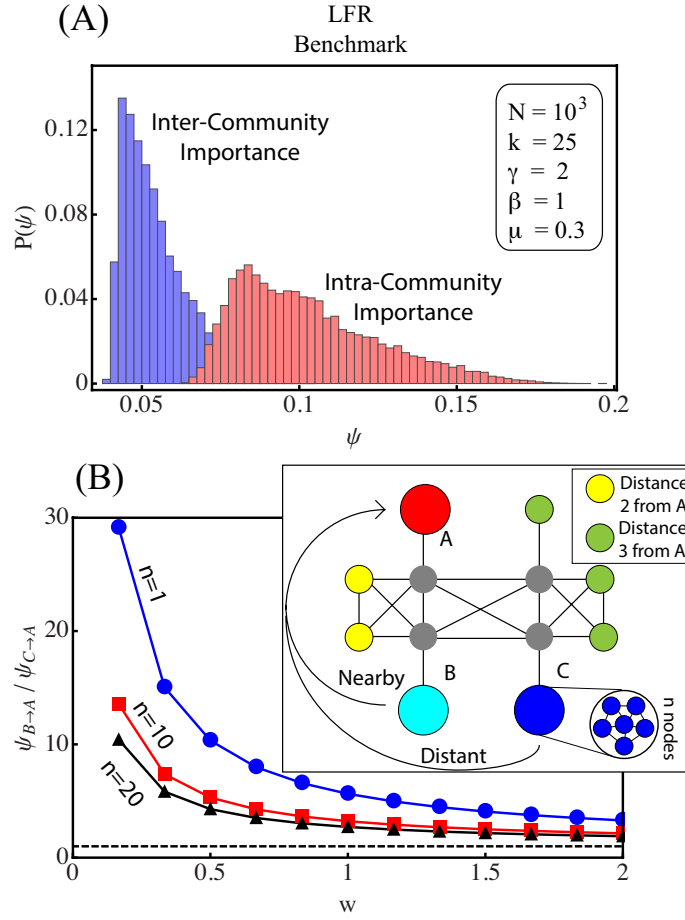 (A)
LFR
Benchmark
Inter-Community
Importance
N = 10³
k = 25
γ = 2
β = 1
μ = 0.3
Intra-Community
Importance
P(ψ)
0.12
0.08
0.04
0
0.05
0.1
0.15
0.2
ψ
(B)
30
20
10
0
ψB→A / ψC→A
n=1
n=10
n=20
A
Distance
2 from A
Distance
3 from A
Nearby
B
C
Distant
n nodes
0
0.5
1
1.5
2
w